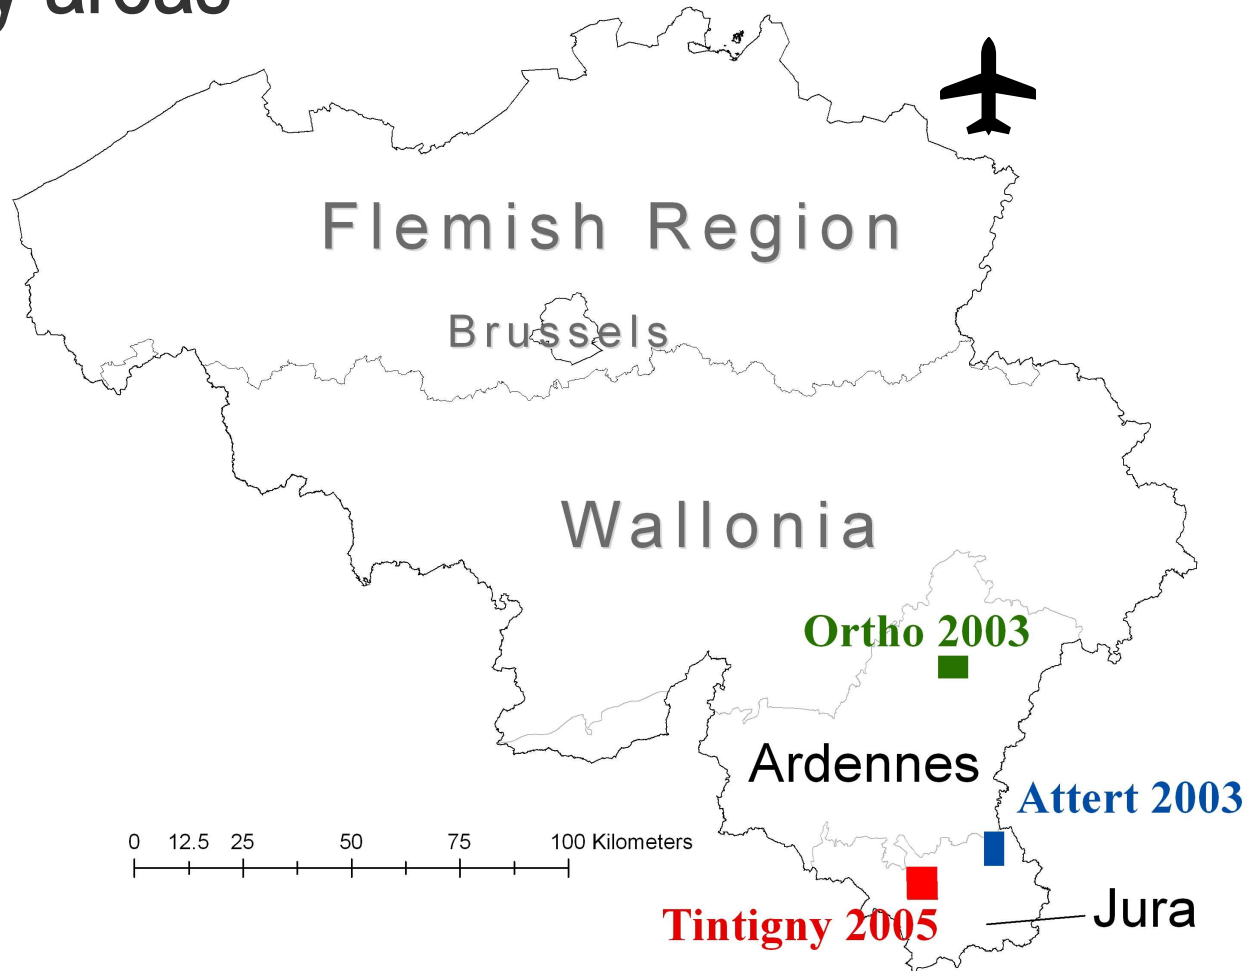 areas
Flemish Region
Brussels
Wallonia
Ortho 2003
Ardennes
Attert 2003
0 12.5 25 50 75 100 Kilometers
Jura
Tintigny 2005